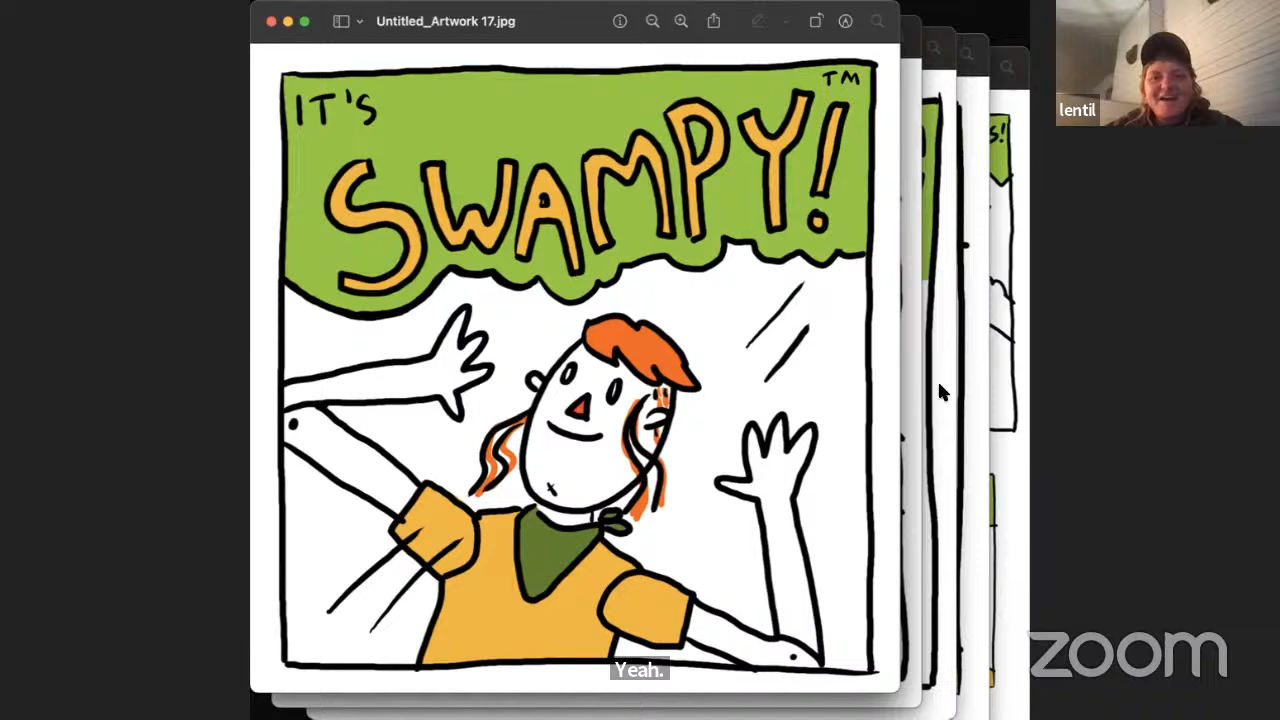 Untitled_Artwork 17.jpg
IT'S
TM
SWAMPY!
S!
lentil
Yeah.
zoom